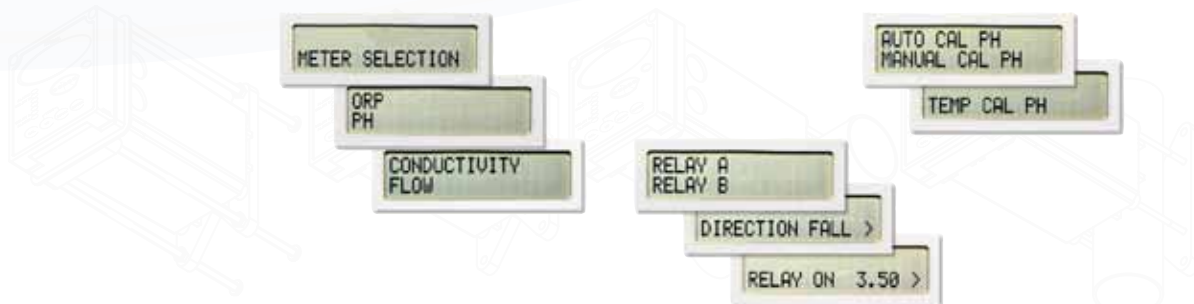 METER SELECTION
ORP
PH
CONDUCTIVITY
FLOW
RELAY A
RELAY B
DIRECTION FALL >
RELAY ON 3.50 >
AUTO CAL PH
MANUAL CAL PH
TEMP CAL PH